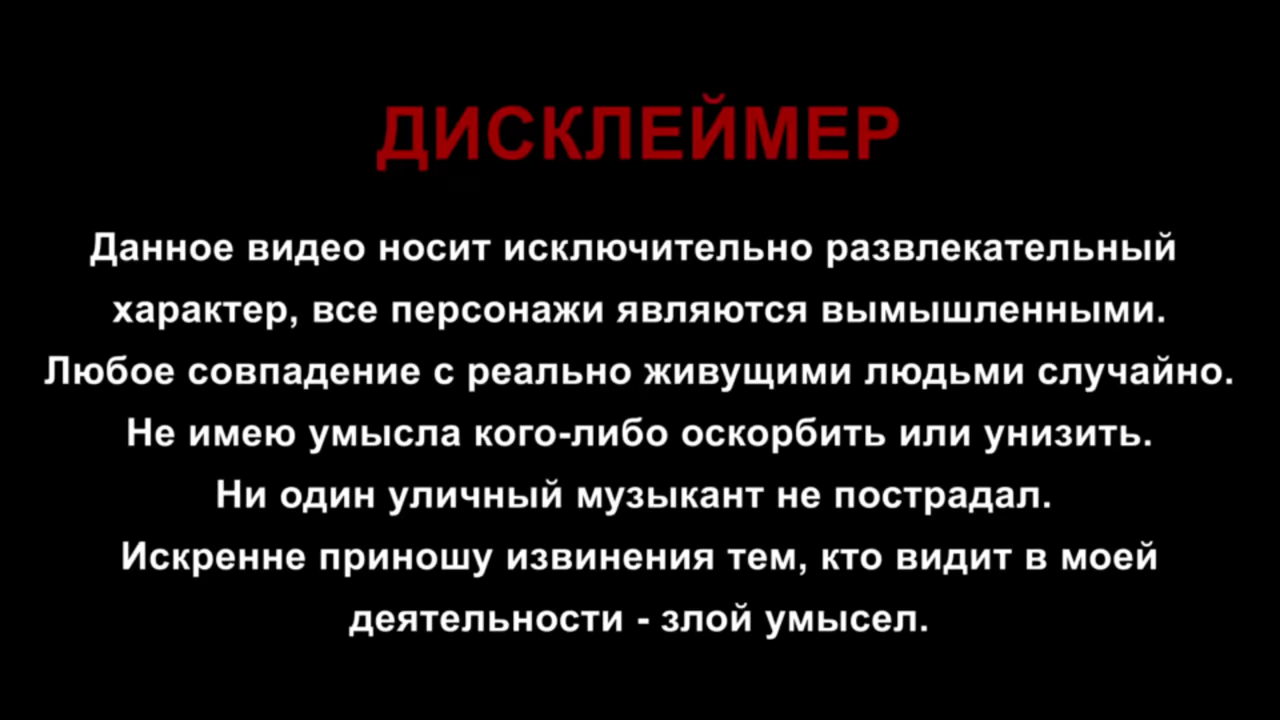 ДИСКЛЕЙМЕР
Данное видео носит исключительно развлекательный
характер, все персонажи являются вымышленными.
Любое совпадение с реально живущими людьми случайно.
Не имею умысла кого-либо оскорбить или унизить.
Ни один уличный музыкант не пострадал.
Искренне приношу извинения тем, кто видит в моей
деятельности - злой умысел.